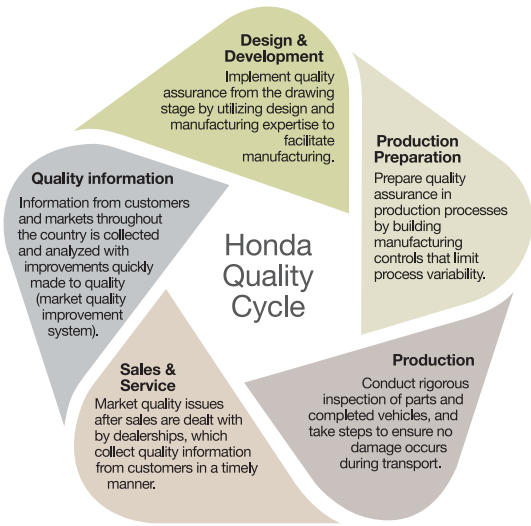 Design &
Development
Implement quality
assurance from the drawing
stage by utilizing design and
manufacturing expertise to
facilitate
manufacturing.
Production
Preparation
Prepare quality
assurance in
production processes
by building
manufacturing
controls that limit
process variability.
Production
Conduct rigorous
inspection of parts and
completed vehicles, and
take steps to ensure no
damage occurs
during transport.
Sales &
Service
Market quality issues
after sales are dealt with
by dealerships, which
collect quality information
from customers in a timely
manner.
Quality information
Information from customers
and markets throughout
the country is collected
and analyzed with
improvements quickly
made to quality
(market quality
improvement
system).
Honda
Quality
Cycle